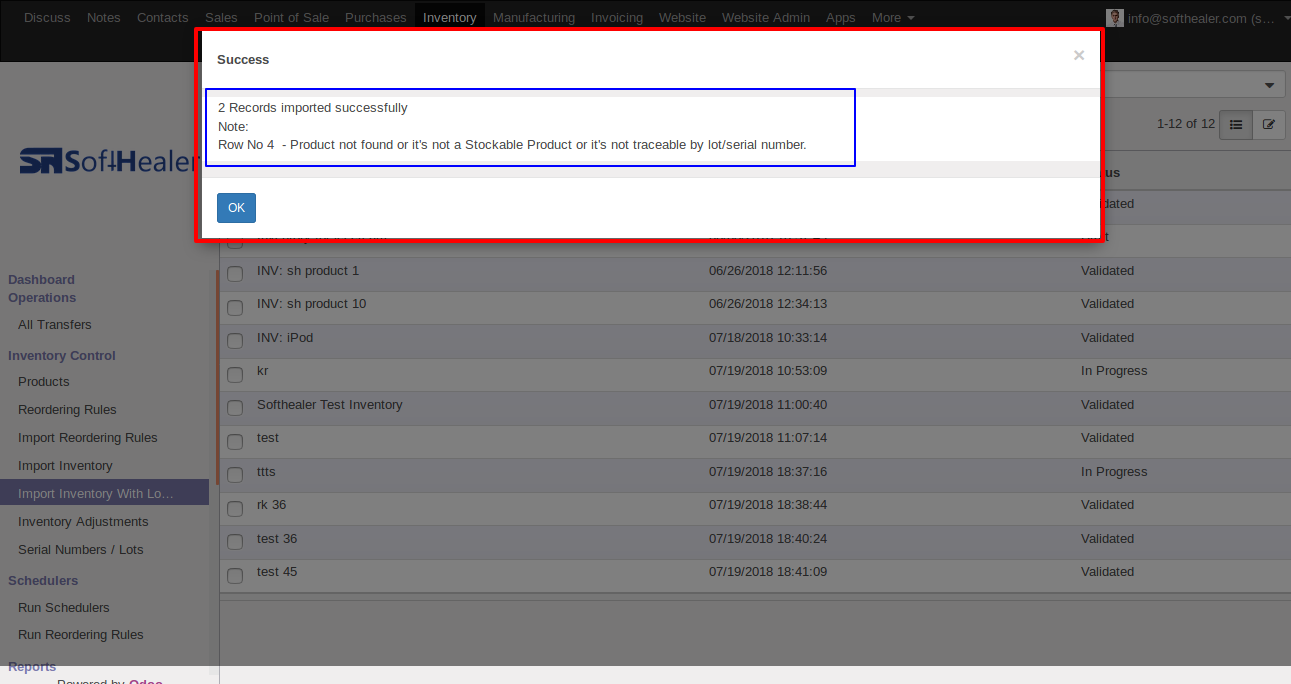 Discuss Notes Contacts Sales Point of Sale Purchases Inventory Manufacturing Invoicing Website Website Admin Apps More info@softhealer.com (s...
Success ×
2 Records imported successfully
Note:
Row No 4 - Product not found or it's not a Stockable Product or it's not traceable by lot/serial number.
OK
1-12 of 12
SoftHealer
Dashboard
Operations
All Transfers
Inventory Control
Products
Reordering Rules
Import Reordering Rules
Import Inventory
Import Inventory With Lo...
Inventory Adjustments
Serial Numbers / Lots
Schedulers
Run Schedulers
Run Reordering Rules
Reports
Powered by Odoo
INV: sh product 1 06/26/2018 12:11:56 Validated
INV: sh product 10 06/26/2018 12:34:13 Validated
INV: iPod 07/18/2018 10:33:14 Validated
kr 07/19/2018 10:53:09 In Progress
Softhealer Test Inventory 07/19/2018 11:00:40 Validated
test 07/19/2018 11:07:14 Validated
ttts 07/19/2018 18:37:16 In Progress
rk 36 07/19/2018 18:38:44 Validated
test 36 07/19/2018 18:40:24 Validated
test 45 07/19/2018 18:41:09 Validated